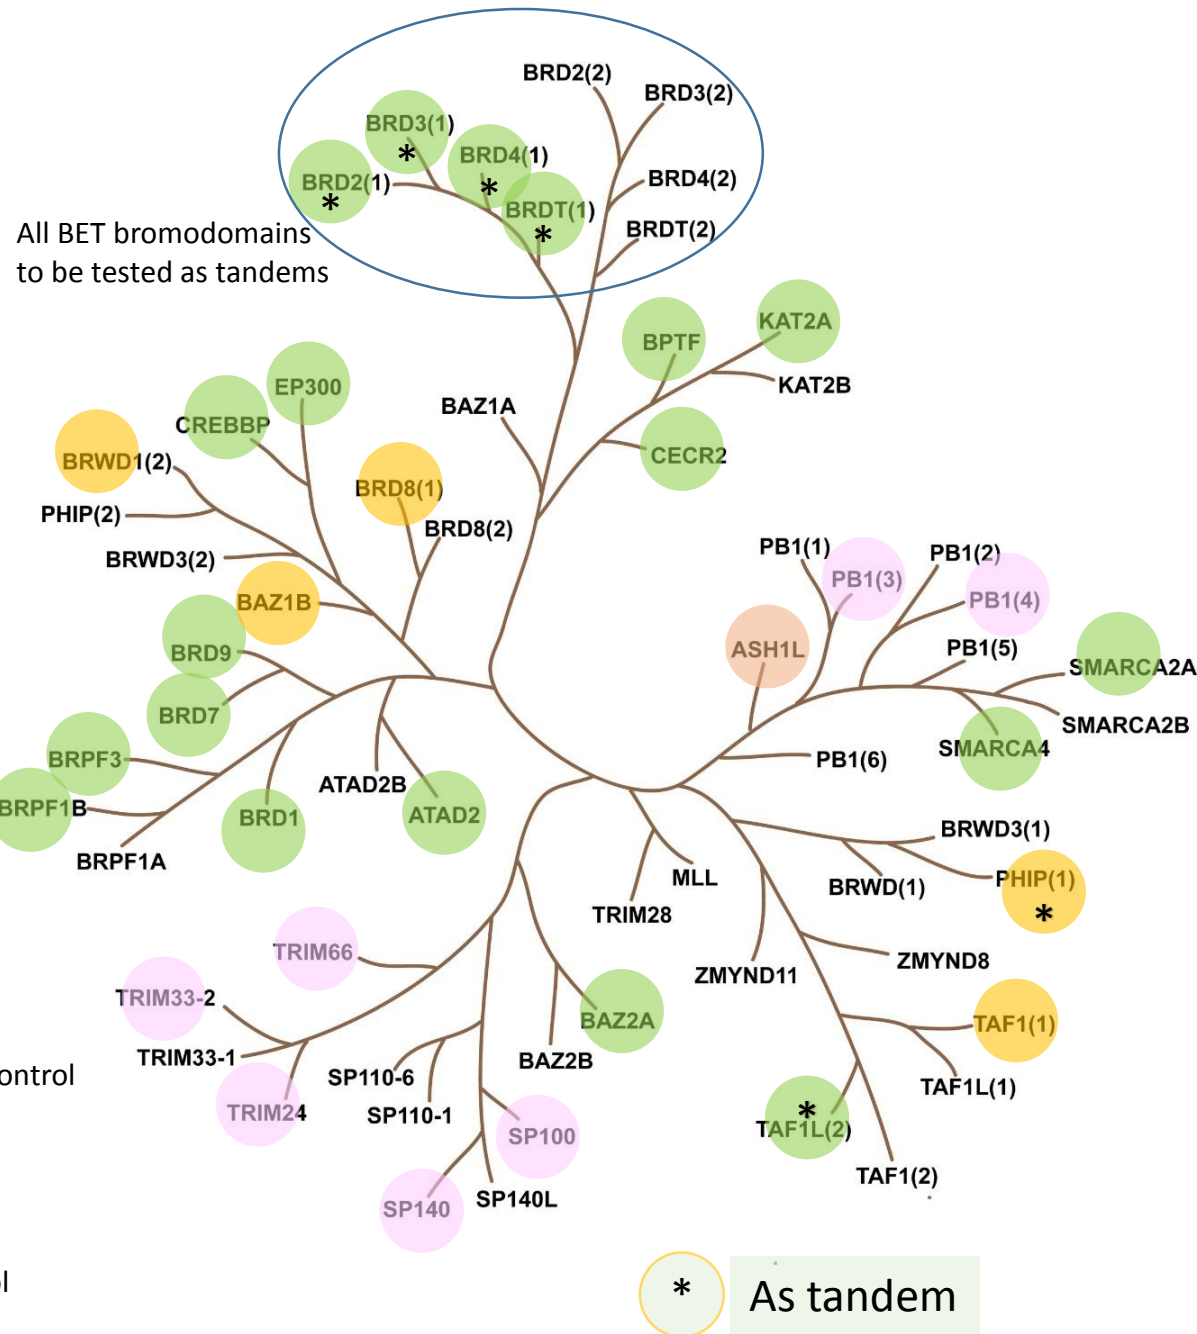 BRD2(2)
BRD3(2)
BRD3(1)
*
BRD4(1)
*
BRD2(1)
*
BRD4(2)
BRDT(1)
*
BRDT(2)
All BET bromodomains
to be tested as tandems
KAT2A
BPTF
KAT2B
EP300
BAZ1A
CREBBP
CECR2
BRWD1(2)
BRD8(1)
PHIP(2)
BRD8(2)
BRWD3(2)
PB1(1)
PB1(2)
PB1(3)
PB1(4)
BAZ1B
ASH1L
PB1(5)
BRD9
SMARCA2A
BRD7
SMARCA2B
SMARCA4
BRPF3
PB1(6)
ATAD2B
BRPF1B
BRD1
ATAD2
BRPF1A
BRWD3(1)
MLL
BRWD(1)
PHIP(1)
*
TRIM28
TRIM66
ZMYND8
ZMYND11
TRIM33-2
BAZ2A
TAF1(1)
TRIM33-1
BAZ2B
ontrol
SP110-6
TAF1L(1)
TRIM24
SP110-1
*
TAF1L(2)
SP100
TAF1(2)
SP140
SP140L
ol
* As tandem